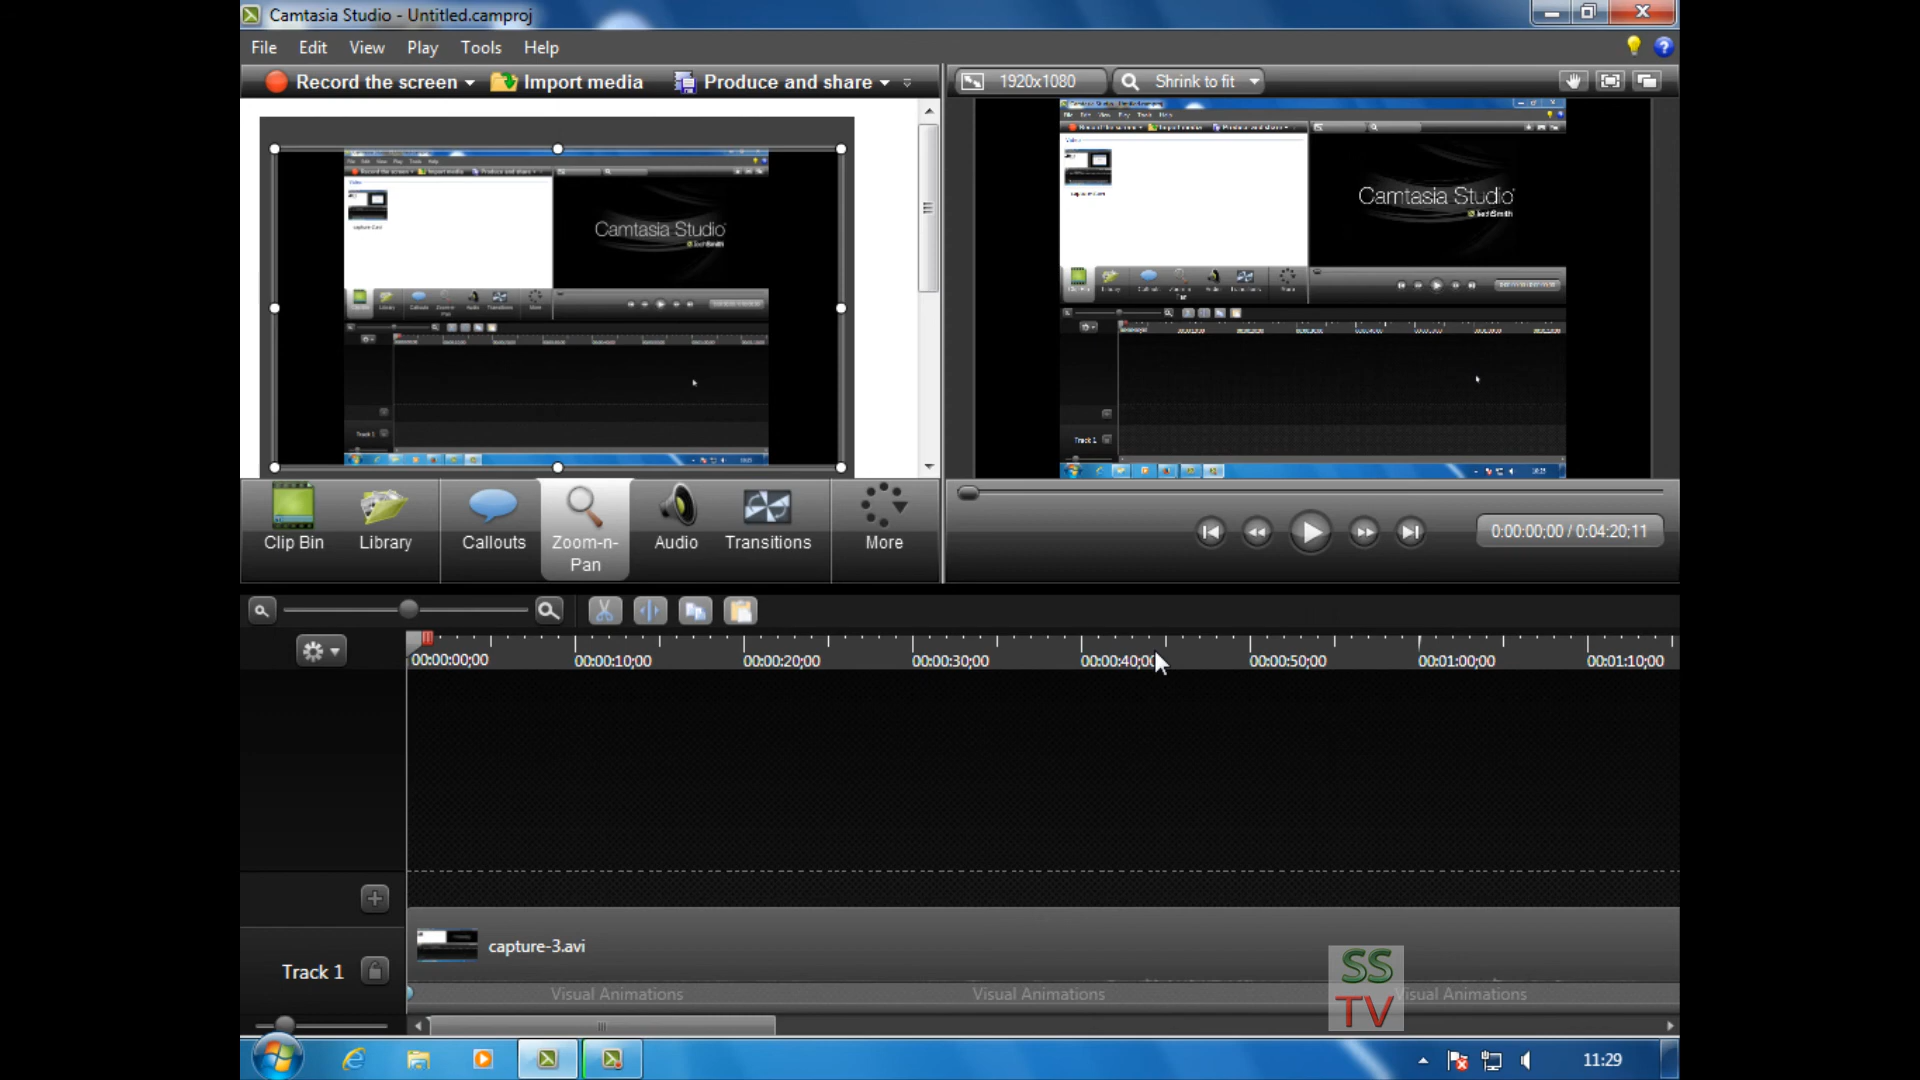 Camtasia Studio - Untitled.camproj
File Edit View Play Tools Help
Record the screen Import media Produce and share
1920x1080 Shrink to fit
Camtasia Studio
Camtasia Studio
Clip Bin Library Callouts Zoom-n-Pan Audio Transitions More
0:00:00;00 / 0:04:20;11
00:00:00;00 00:00:10;00 00:00:20;00 00:00:30;00 00:00:40;00 00:00:50;00 00:01:00;00 00:01:10;00
capture-3.avi
Track 1
Visual Animations Visual Animations Visual Animations
SS
TV
11:29